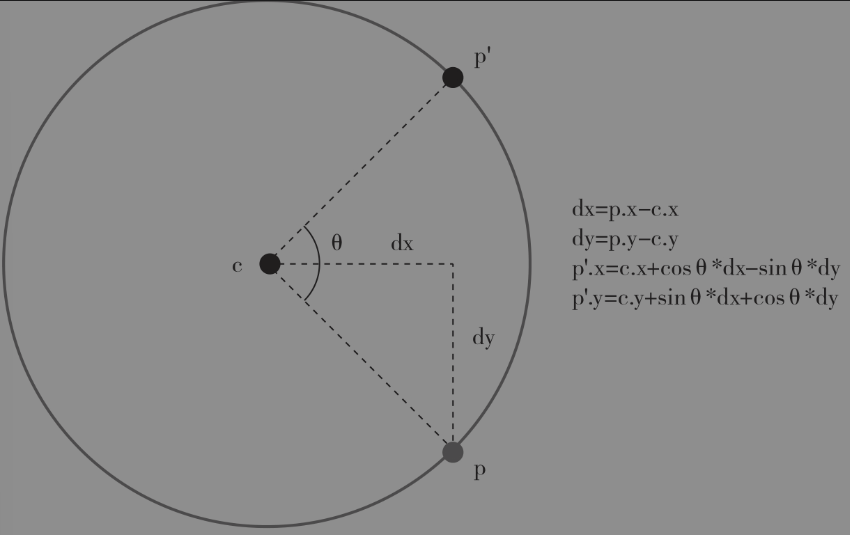 p'
dx=p.x−c.x
θ
dx
dy=p.y−c.y
c
p'.x=c.x+cos θ *dx−sin θ *dy
p'.y=c.y+sin θ *dx+cos θ *dy
dy
p